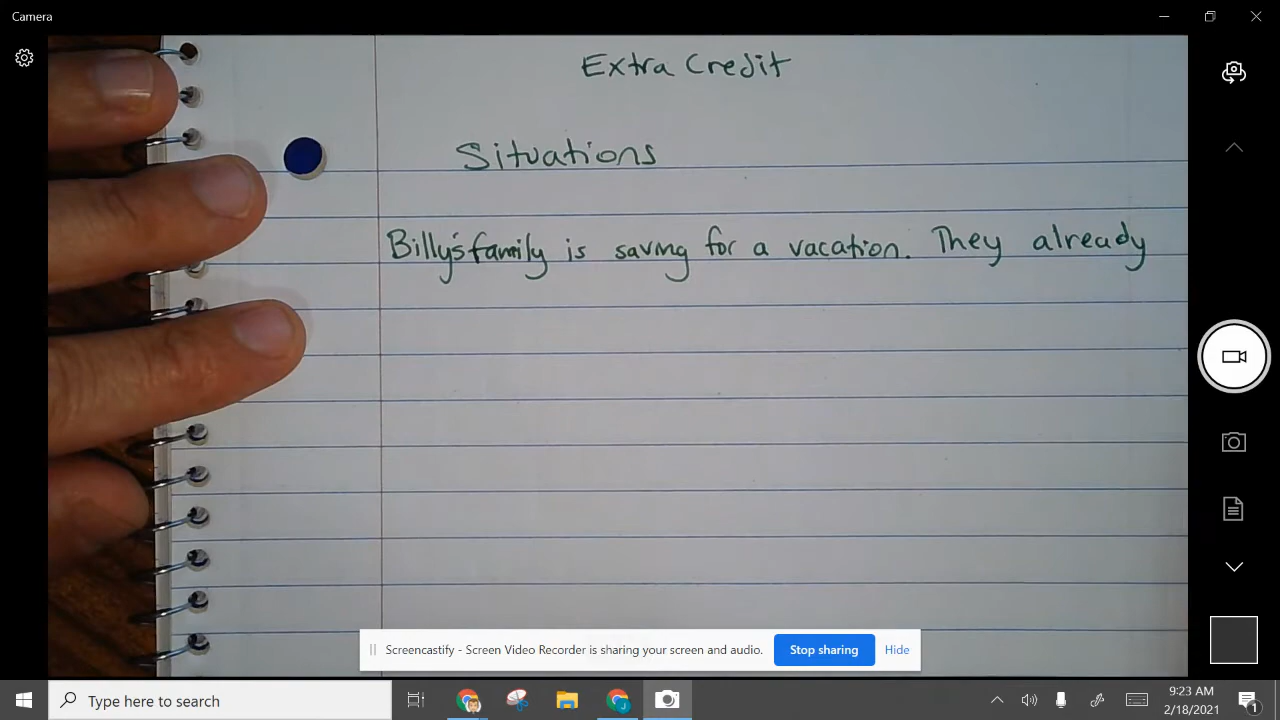 Camera
Extra Credit
Situations
Billy's family is saving for a vacation. They already
Screencastify - Screen Video Recorder is sharing your screen and audio.
Stop sharing
Hide
Type here to search
9:23 AM
2/18/2021
1